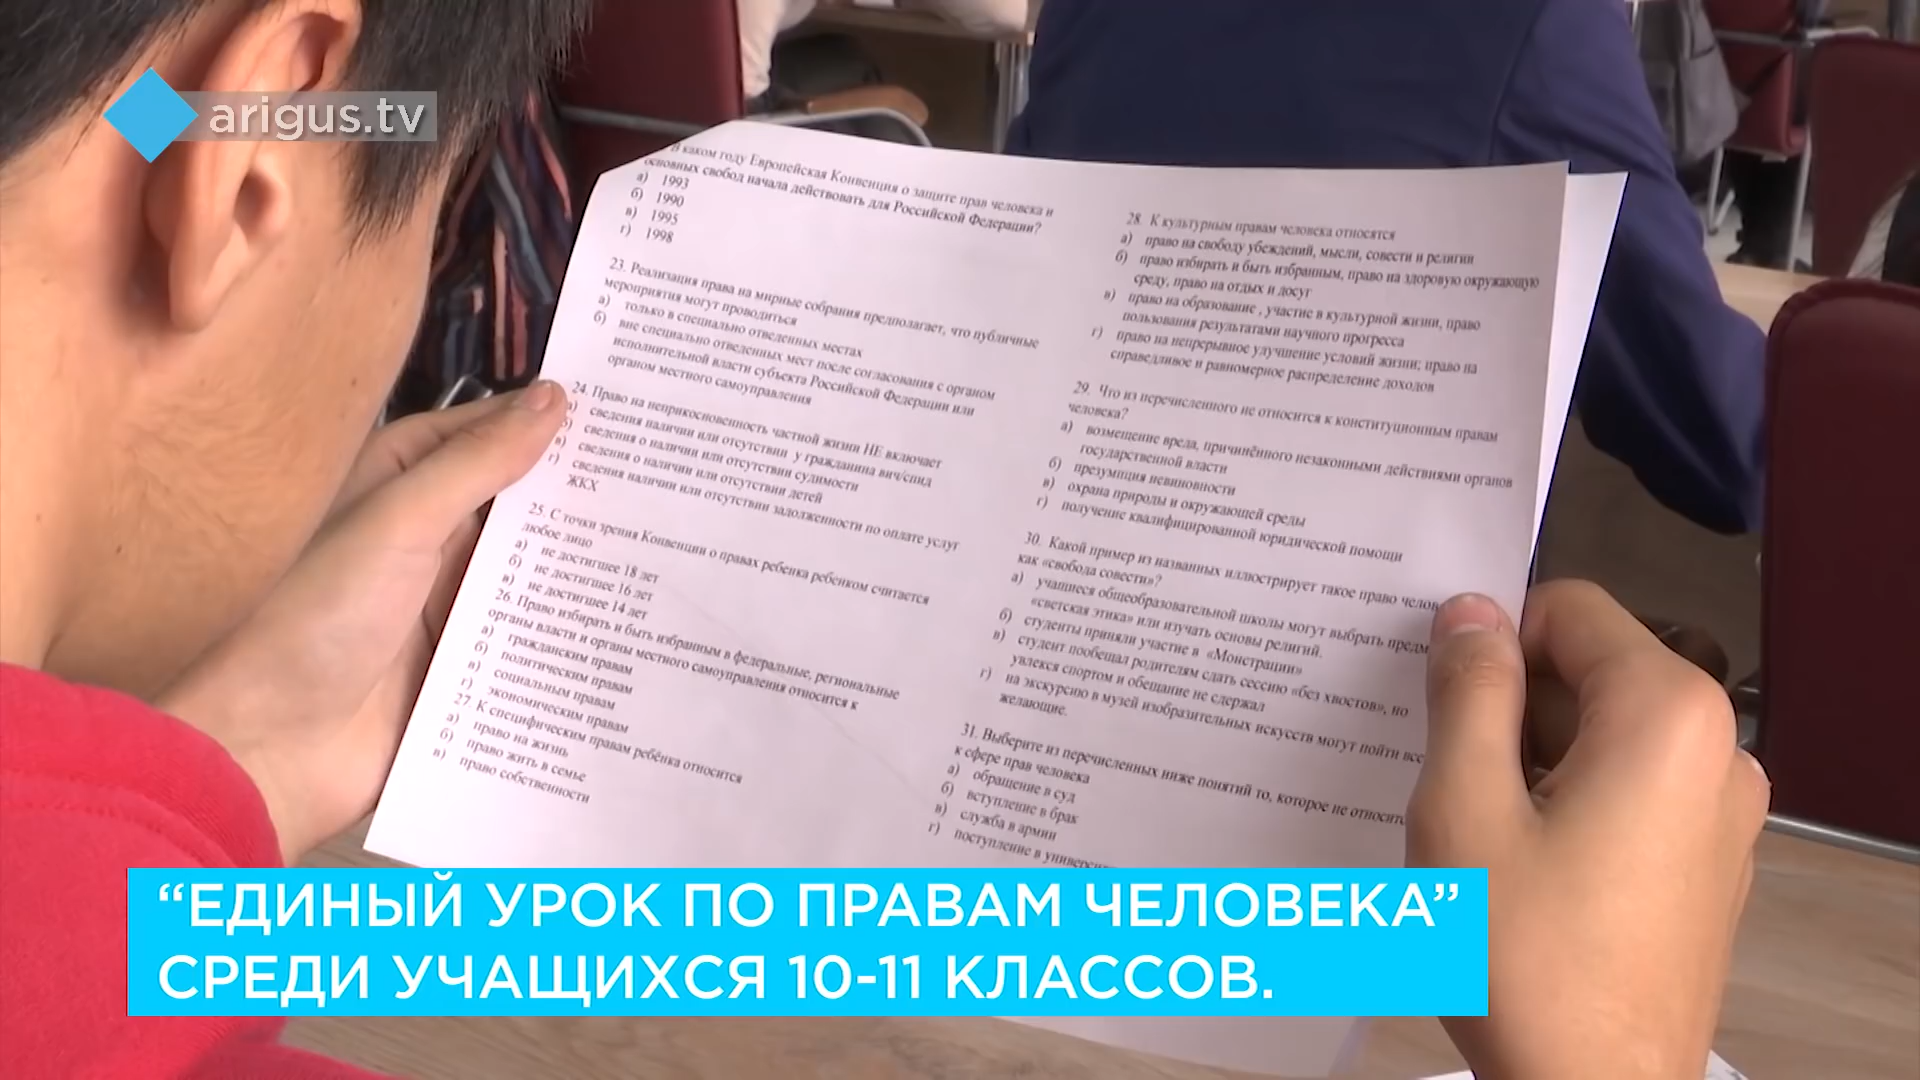 arigus.tv
В каком году Европейская Конвенция о защите прав человека и
основных свобод начала действовать для Российской Федерации?
а) 1993
б) 1990
в) 1995
г) 1998
23. Реализация права на мирные собрания предполагает, что публичные
мероприятия могут проводиться
а) только в специально отведенных местах
б) вне специально отведенных мест после согласования с органом
исполнительной власти субъекта Российской Федерации или
органом местного самоуправления
24. Право на неприкосновенность частной жизни НЕ включает
а) сведения наличии или отсутствии у гражданина вич/спид
б) сведения о наличии или отсутствии судимости
в) сведения о наличии или отсутствии детей
г) сведения наличии или отсутствии задолженности по оплате услуг
ЖКХ
25. С точки зрения Конвенции о правах ребенка ребенком считается
любое лицо
а) не достигшее 18 лет
б) не достигшее 16 лет
в) не достигшее 14 лет
26. Право избирать и быть избранным в федеральные, региональные
органы власти и органы местного самоуправления относится к
а) гражданским правам
б) политическим правам
в) социальным правам
г) экономическим правам
27. К специфическим правам ребёнка относится
а) право на жизнь
б) право жить в семье
в) право собственности
28. К культурным правам человека относятся
а) право на свободу убеждений, мысли, совести и религии
б) право избирать и быть избранным, право на здоровую окружающую
среду, право на отдых и досуг
в) право на образование , участие в культурной жизни, право
пользования результатами научного прогресса
г) право на непрерывное улучшение условий жизни; право на
справедливое и равномерное распределение доходов
29. Что из перечисленного не относится к конституционным правам
человека?
а) возмещение вреда, причинённого незаконными действиями органов
государственной власти
б) презумпция невиновности
в) охрана природы и окружающей среды
г) получение квалифицированной юридической помощи
30. Какой пример из названных иллюстрирует такое право челов
как «свобода совести»?
а) учащиеся общеобразовательной школы могут выбрать предм
«светская этика» или изучать основы религий.
б) студенты приняли участие в «Монстрации»
в) студент пообещал родителям сдать сессию «без хвостов», но
увлекся спортом и обещание не сдержал
г) на экскурсию в музей изобразительных искусств могут пойти все
желающие.
31. Выберите из перечисленных ниже понятий то, которое не относитс
к сфере прав человека
а) обращение в суд
б) вступление в брак
в) служба в армии
г) поступление в универси
“ЕДИНЫЙ УРОК ПО ПРАВАМ ЧЕЛОВЕКА”
СРЕДИ УЧАЩИХСЯ 10-11 КЛАССОВ.